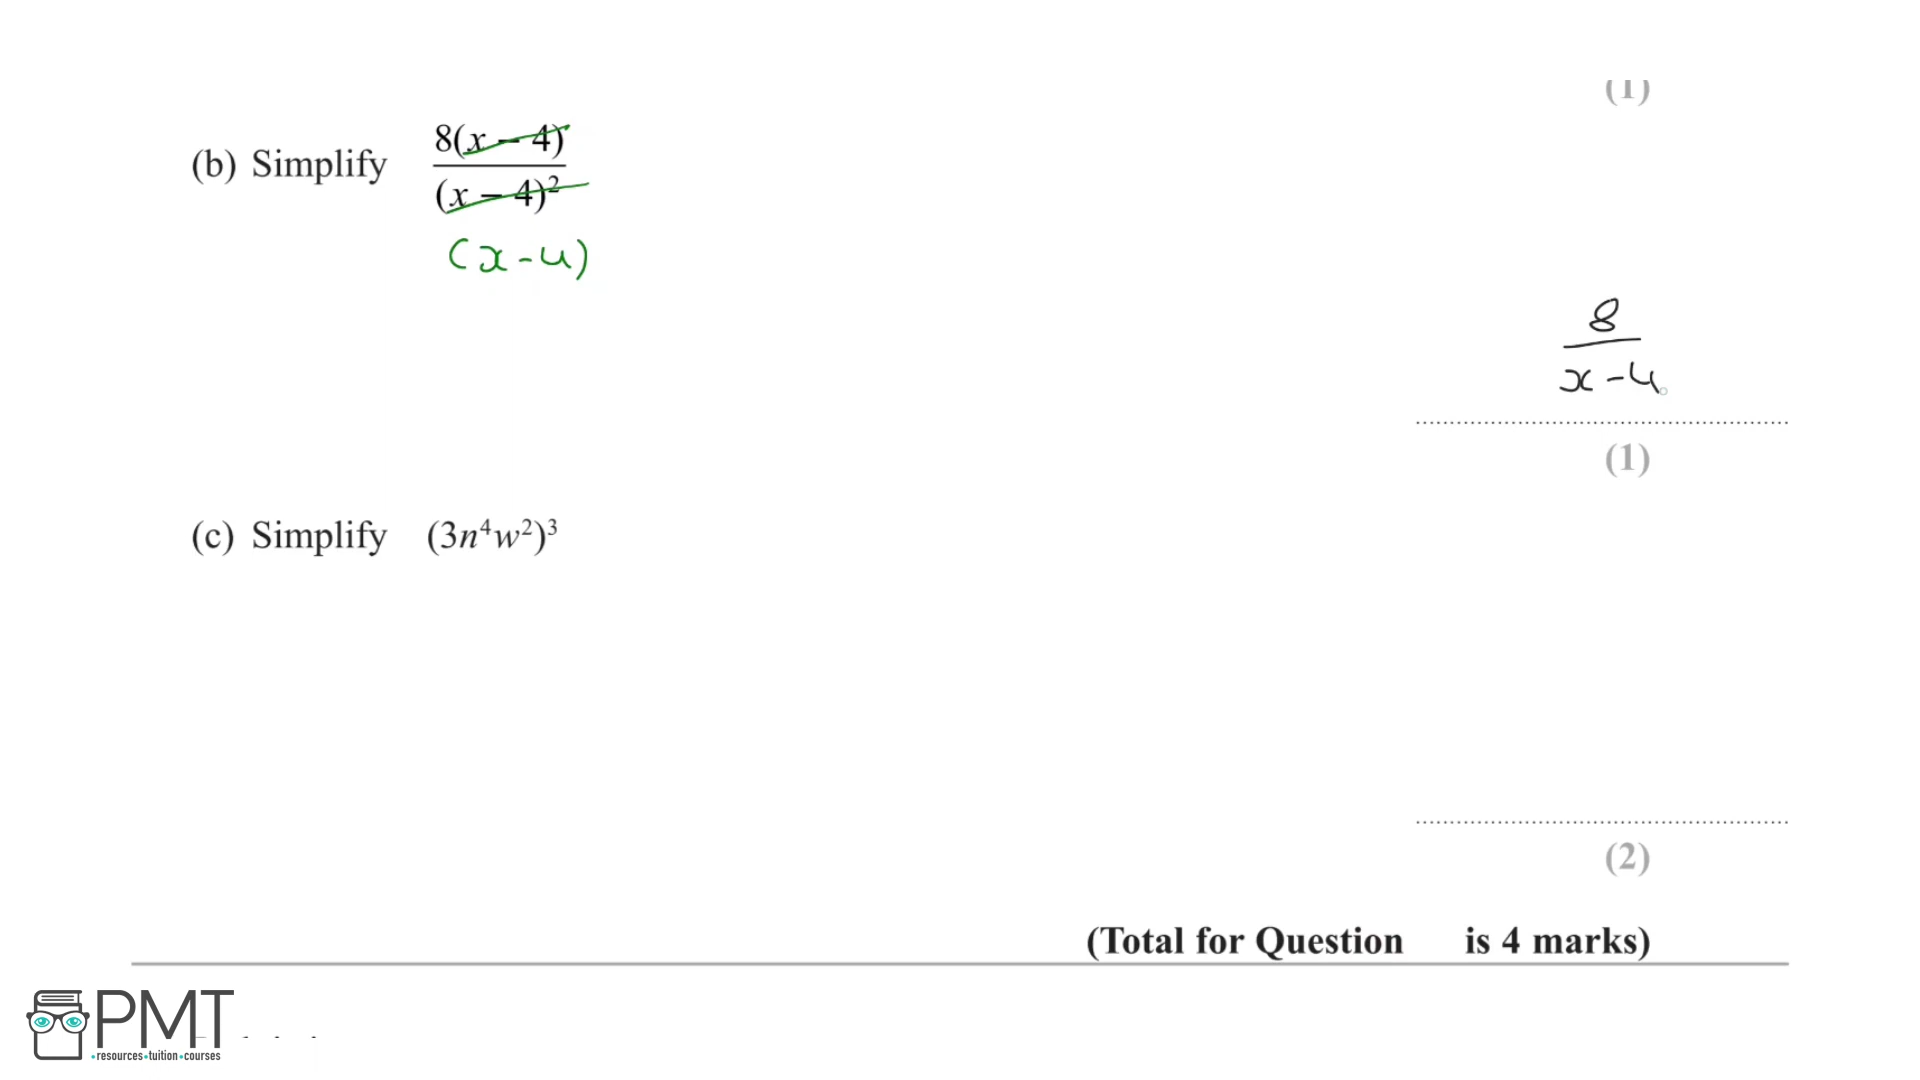 (1)
(b) Simplify 8(x – 4) / (x – 4)²
(x – 4)
8
x – 4
(1)
(c) Simplify (3n⁴w²)³
(2)
(Total for Question is 4 marks)
PMT
•resources•tuition•courses